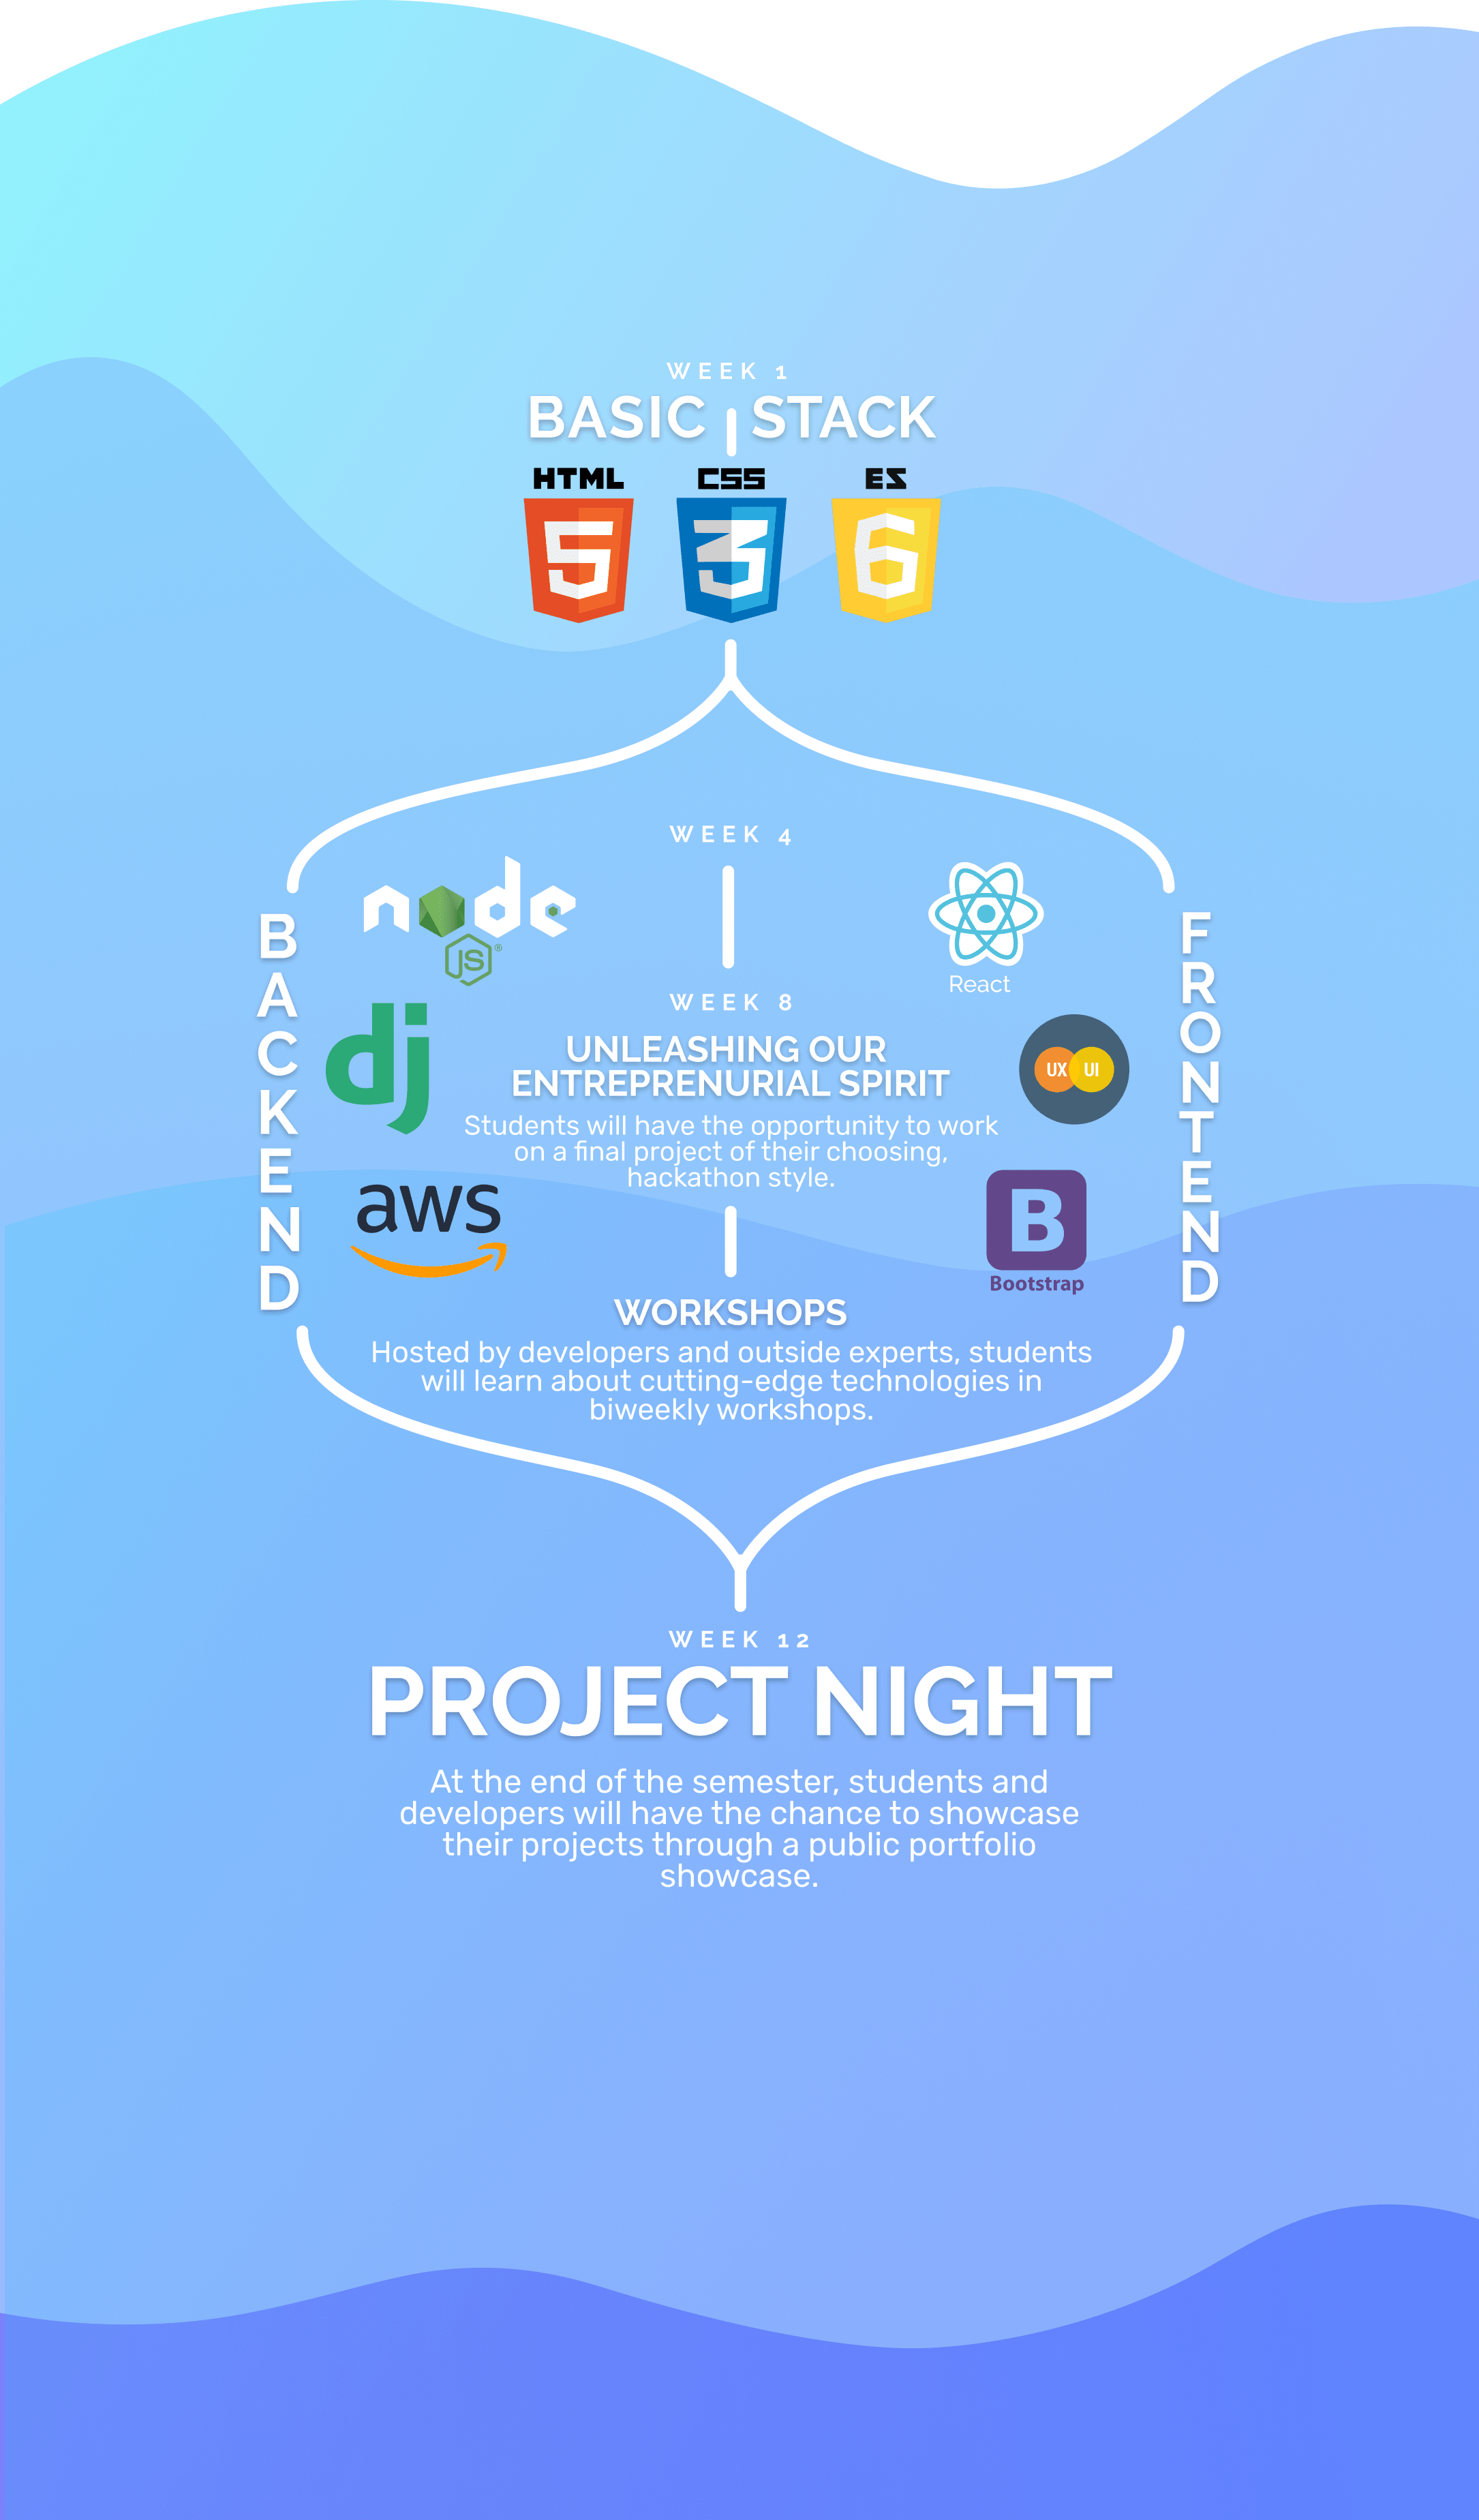 WEEK 1
BASIC STACK
HTML CSS ES
5 3 6
WEEK 4
node
JS®
React
BACKEND
FRONTEND
dj
WEEK 8
UNLEASHING OUR
ENTREPRENURIAL SPIRIT
UX UI
Students will have the opportunity to work
on a final project of their choosing,
hackathon style.
aws
B
Bootstrap
WORKSHOPS
Hosted by developers and outside experts, students
will learn about cutting-edge technologies in
biweekly workshops.
WEEK 12
PROJECT NIGHT
At the end of the semester, students and
developers will have the chance to showcase
their projects through a public portfolio
showcase.